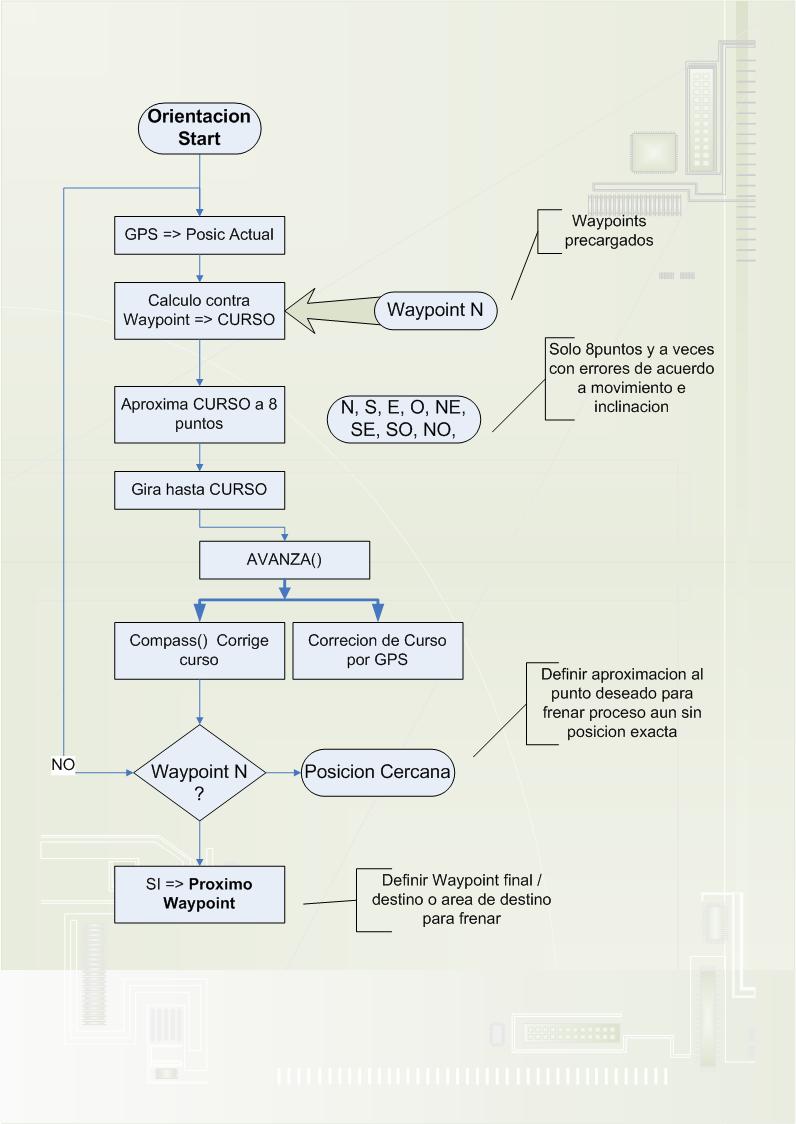 Orientacion
Start
GPS => Posic Actual
Waypoints
precargados
Calculo contra
Waypoint => CURSO
Waypoint N
Solo 8puntos y a veces
con errores de acuerdo
a movimiento e
inclinacion
Aproxima CURSO a 8
puntos
N, S, E, O, NE,
SE, SO, NO,
Gira hasta CURSO
AVANZA()
Compass()  Corrige
curso
Correcion de Curso
por GPS
Definir aproximacion al
punto deseado para
frenar proceso aun sin
posicion exacta
NO
Waypoint N
?
Posicion Cercana
SI => Proximo
Waypoint
Definir Waypoint final /
destino o area de destino
para frenar